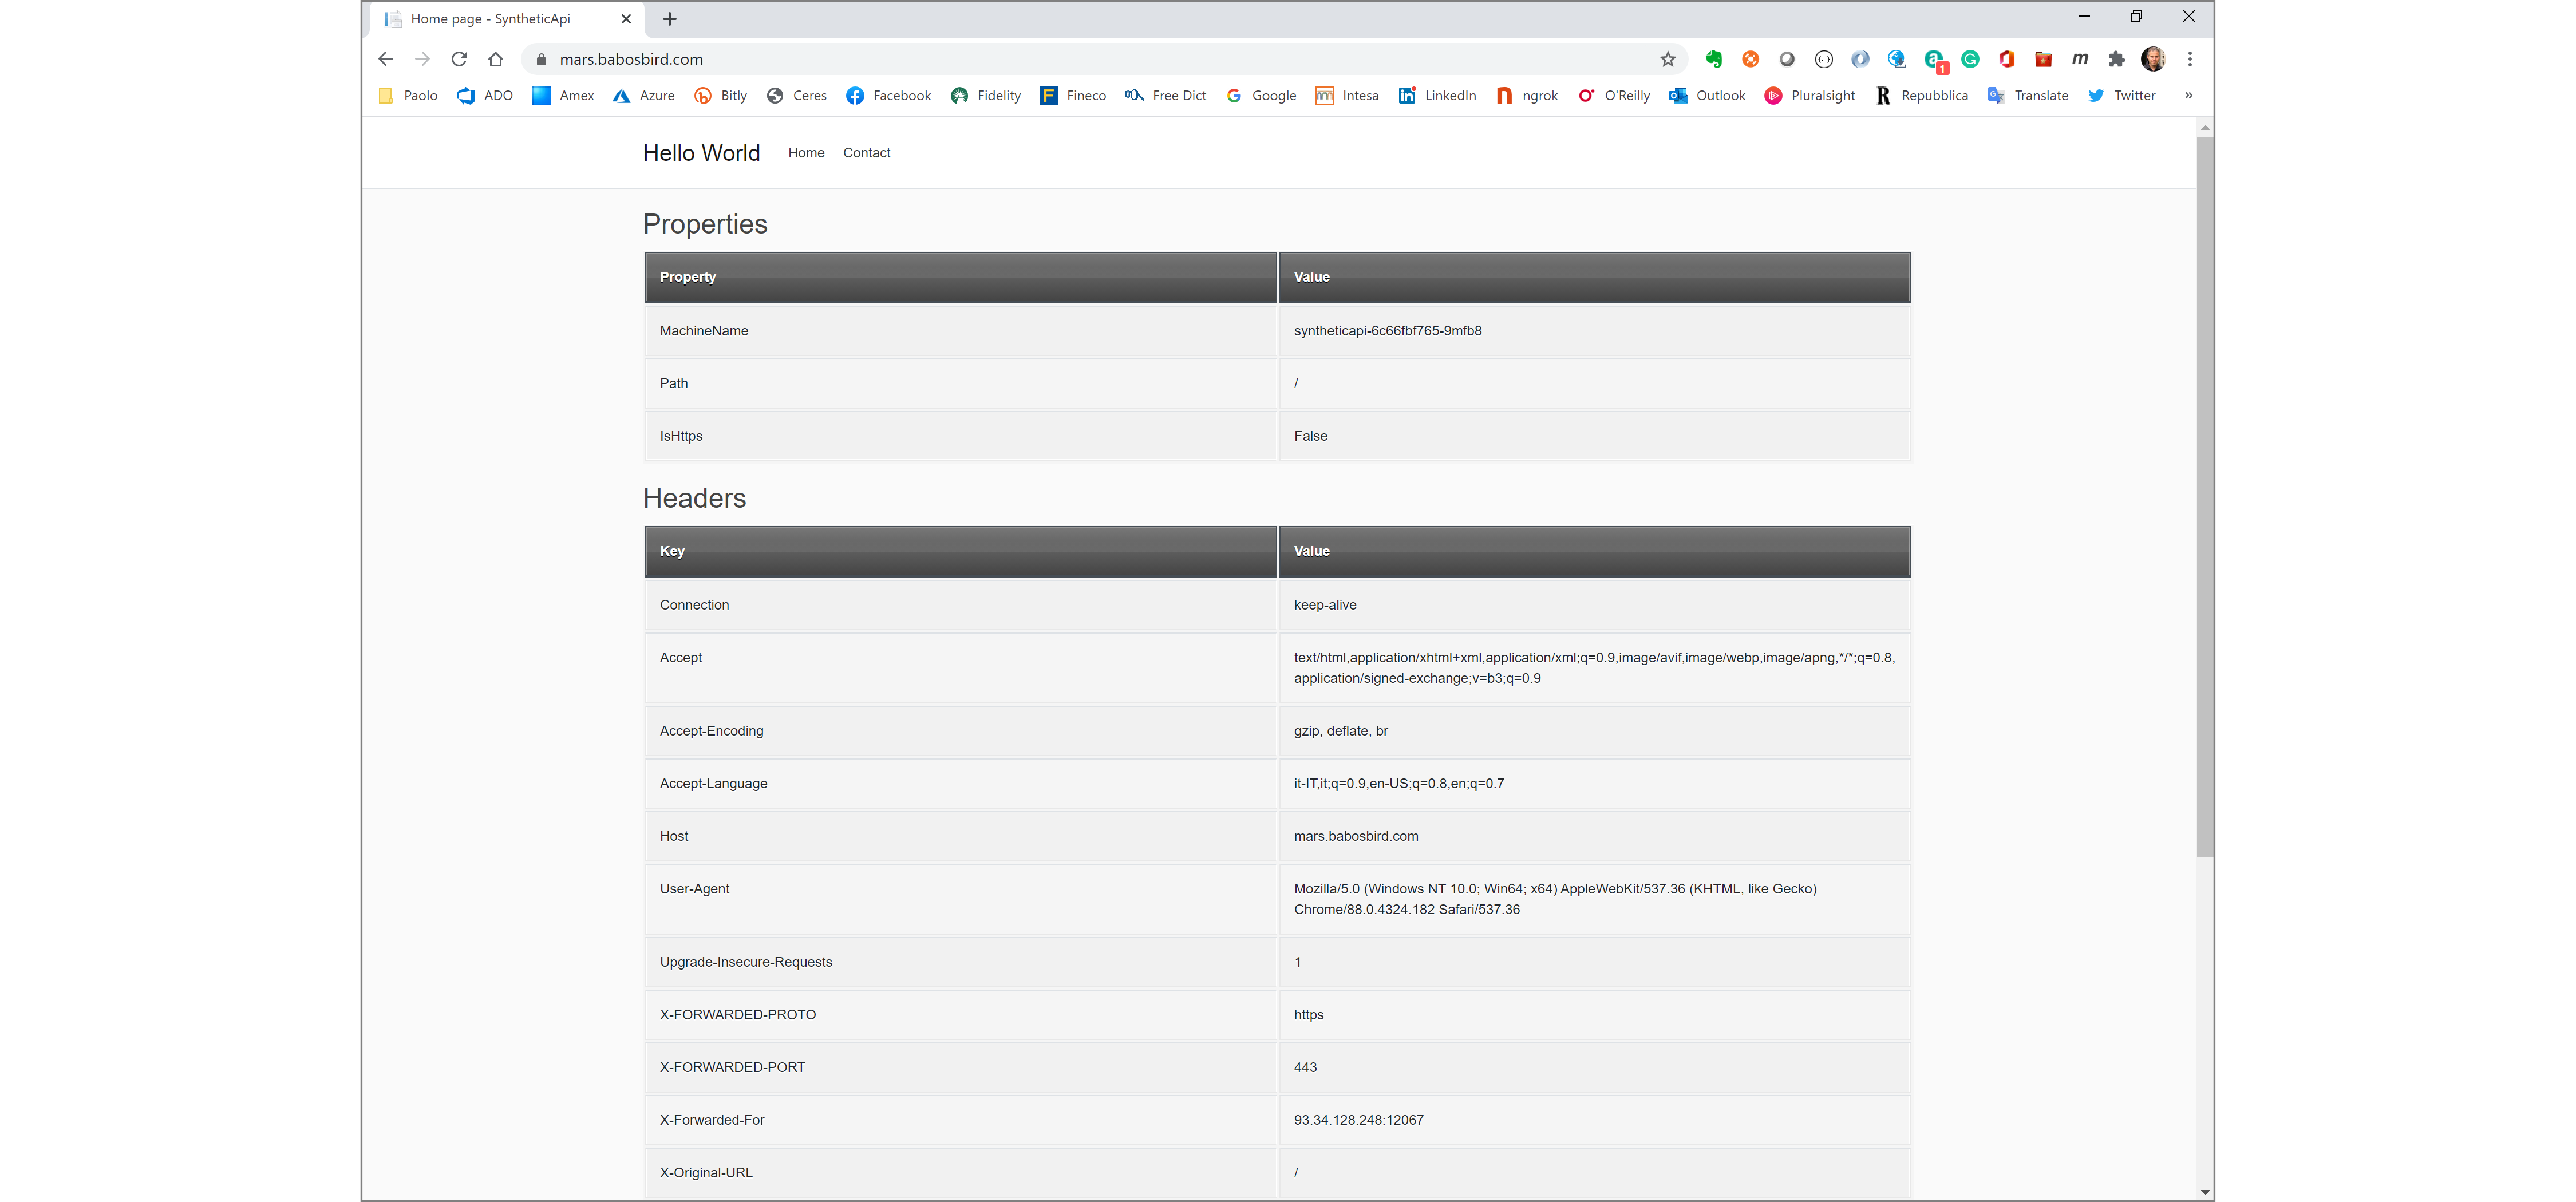 Home page - SyntheticApi
mars.babosbird.com
1
Paolo ADO Amex Azure Bitly Ceres Facebook Fidelity Fineco Free Dict Google Intesa LinkedIn ngrok O'Reilly Outlook Pluralsight Repubblica Translate Twitter »
Hello World Home Contact
Properties
Property Value
MachineName syntheticapi-6c66fbf765-9mfb8
Path /
IsHttps False
Headers
Key Value
Connection keep-alive
Accept text/html,application/xhtml+xml,application/xml;q=0.9,image/avif,image/webp,image/apng,*/*;q=0.8,
application/signed-exchange;v=b3;q=0.9
Accept-Encoding gzip, deflate, br
Accept-Language it-IT,it;q=0.9,en-US;q=0.8,en;q=0.7
Host mars.babosbird.com
User-Agent Mozilla/5.0 (Windows NT 10.0; Win64; x64) AppleWebKit/537.36 (KHTML, like Gecko)
Chrome/88.0.4324.182 Safari/537.36
Upgrade-Insecure-Requests 1
X-FORWARDED-PROTO https
X-FORWARDED-PORT 443
X-Forwarded-For 93.34.128.248:12067
X-Original-URL /